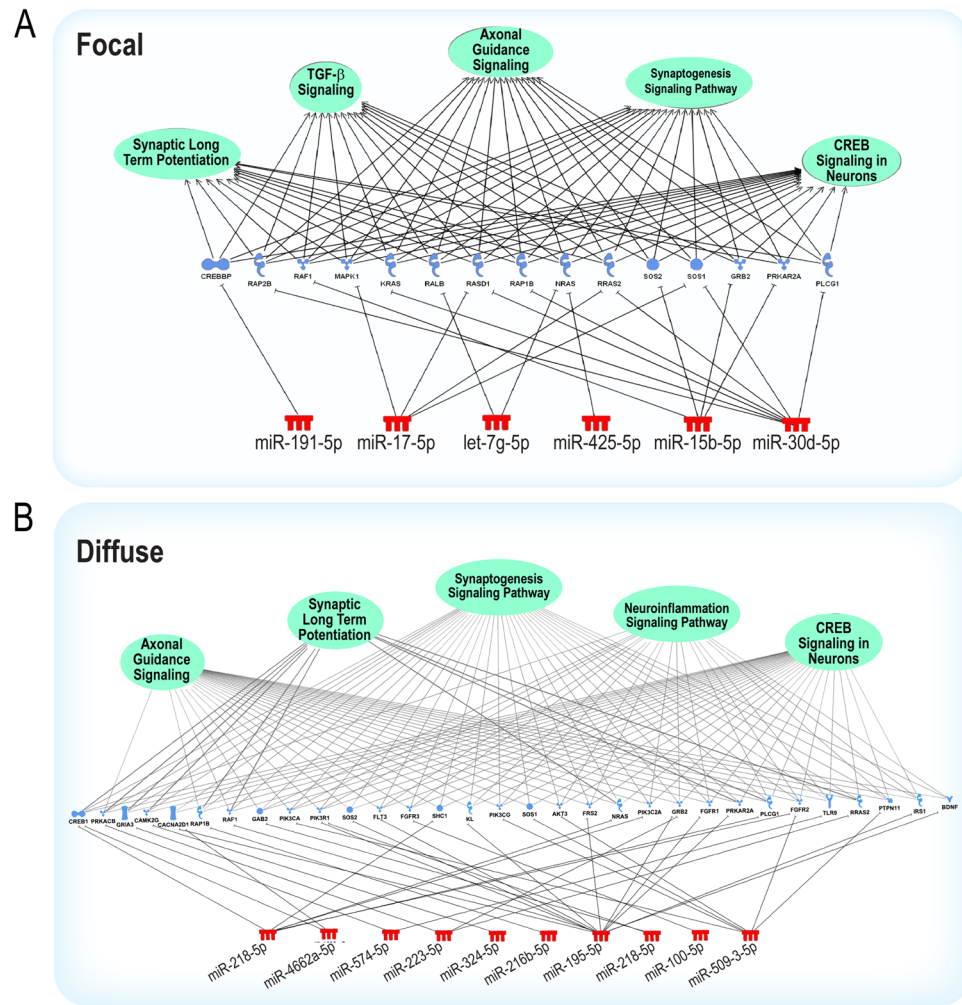 A
Focal
Axonal
Guidance
Signaling
TGF-β
Signaling
Synaptogenesis
Signaling Pathway
Synaptic Long
Term Potentiation
CREB
Signaling in
Neurons
CREBBP
RAP2B
RAF1
MAPK1
KRAS
RALB
RASD1
RAP1B
NRAS
RRAS2
SOS2
SOS1
GRB2
PRKAR2A
PLCG1
miR-191-5p
miR-17-5p
let-7g-5p
miR-425-5p
miR-15b-5p
miR-30d-5p
B
Diffuse
Synaptogenesis
Signaling Pathway
Synaptic
Long Term
Potentiation
Neuroinflammation
Signaling Pathway
Axonal
Guidance
Signaling
CREB
Signaling in
Neurons
CREB1
PRKACB
GRIA3
CAMK2G
CACNA2D1
RAP1B
RAF1
GAB2
PIK3CA
PIK3R1
SOS2
FLT3
FGFR3
SHC1
KL
PIK3CG
SOS1
AKT3
FRS2
NRAS
PIK3C2A
GRB2
FGFR1
PRKAR2A
PLCG1
FGFR2
TLR9
RRAS2
PTPN11
IRS1
BDNF
miR-218-5p
miR-4662a-5p
miR-574-5p
miR-223-5p
miR-324-5p
miR-216b-5p
miR-195-5p
miR-218-5p
miR-100-5p
miR-509-3-5p